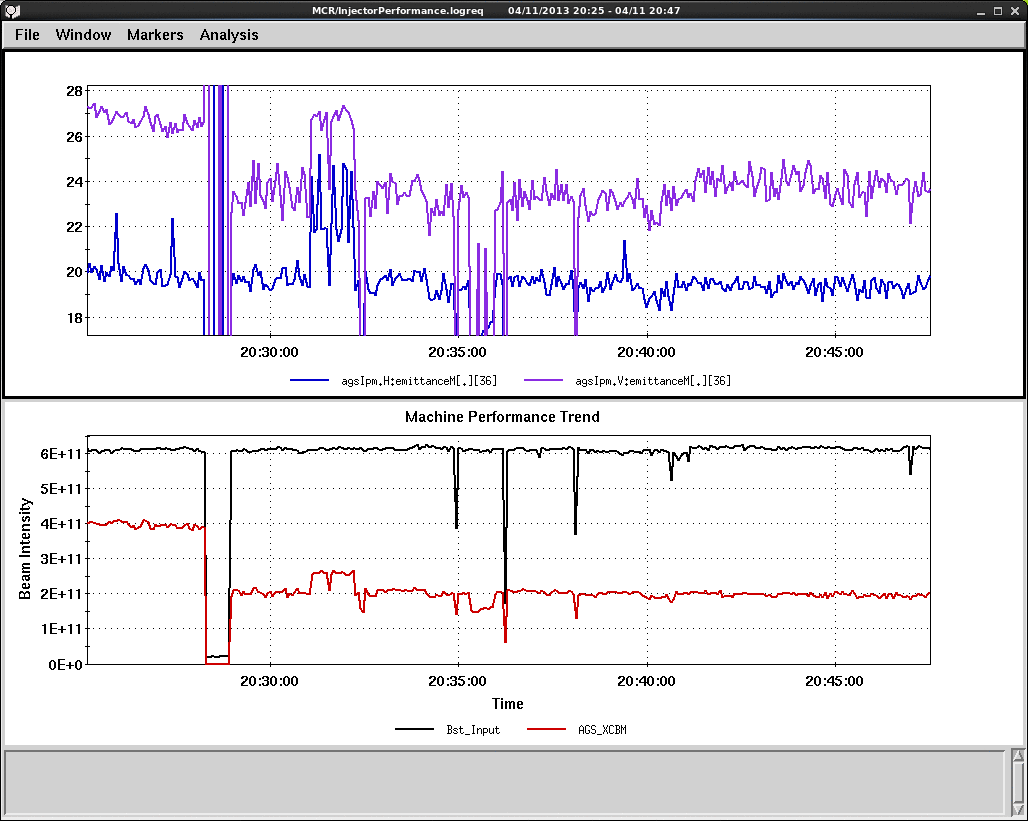 MCR/InjectorPerformance.logreq 04/11/2013 20:25 - 04/11 20:47
File Window Markers Analysis
28
26
24
22
20
18
20:30:00 20:35:00 20:40:00 20:45:00
agsIpm.H:emittanceM[.][36] agsIpm.V:emittanceM[.][36]
Machine Performance Trend
Beam Intensity
6E+11
5E+11
4E+11
3E+11
2E+11
1E+11
0E+0
20:30:00 20:35:00 20:40:00 20:45:00
Time
Bst_Input AGS_XCBM